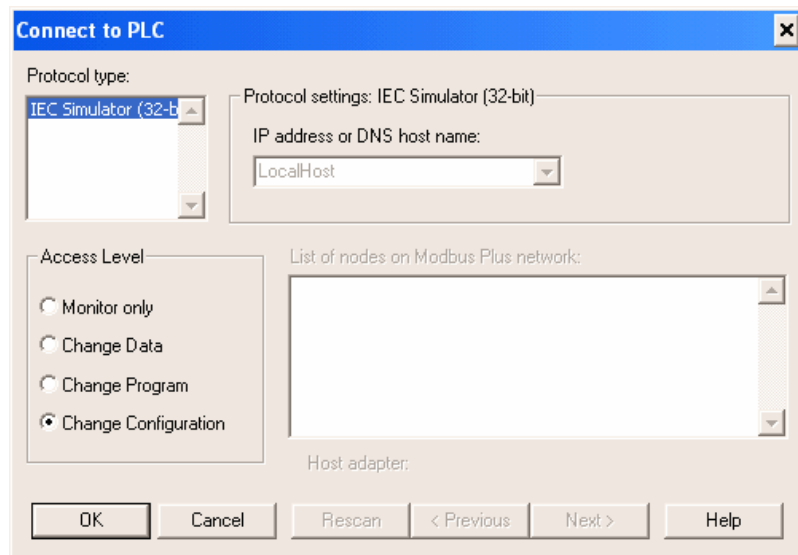 Connect to PLC
Protocol type:
IEC Simulator (32-b
Protocol settings: IEC Simulator (32-bit)
IP address or DNS host name:
LocalHost
Access Level
Monitor only
Change Data
Change Program
Change Configuration
List of nodes on Modbus Plus network:
Host adapter:
OK
Cancel
Rescan
< Previous
Next >
Help